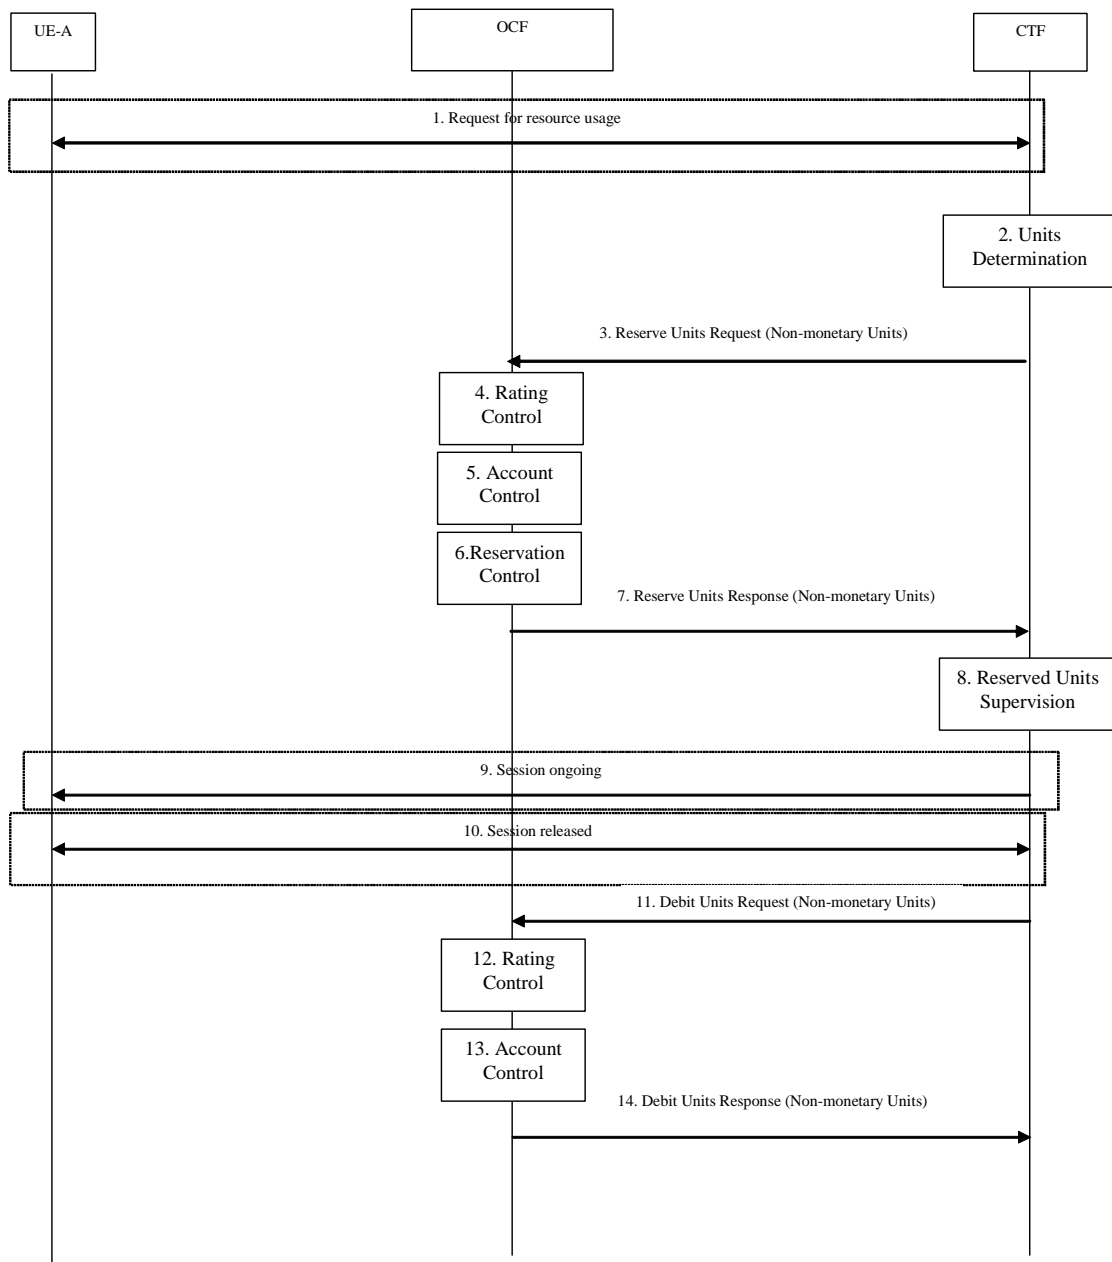 UE-A
OCF
CTF
1. Request for resource usage
2. Units
Determination
3. Reserve Units Request (Non-monetary Units)
4. Rating
Control
5. Account
Control
6.Reservation
Control
7. Reserve Units Response (Non-monetary Units)
8. Reserved Units
Supervision
9. Session ongoing
10. Session released
11. Debit Units Request (Non-monetary Units)
12. Rating
Control
13. Account
Control
14. Debit Units Response (Non-monetary Units)